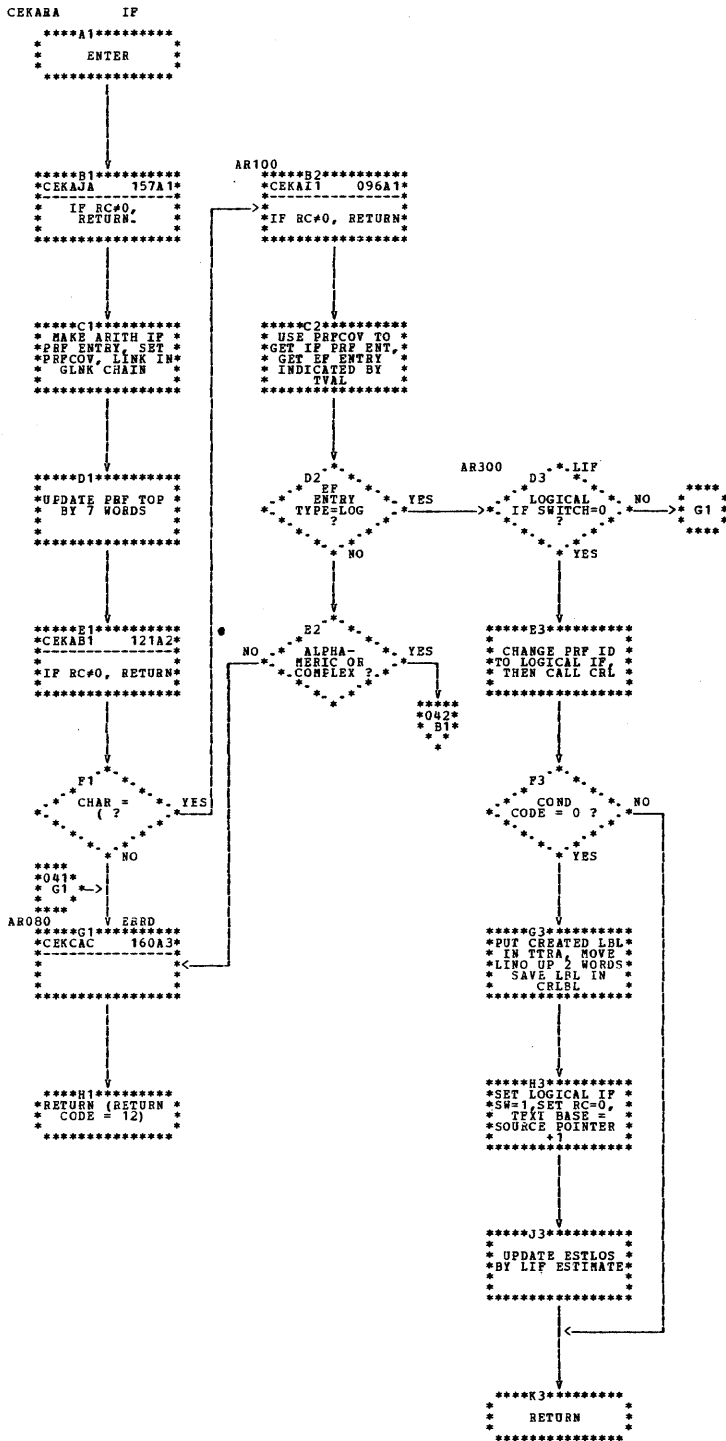 CEKARA IF
A1
ENTER
B1
CEKAJA 157A1
IF RC≠0,
RETURN.
C1
MAKE ARITH IF
PRF ENTRY, SET
PRFCOV, LINK IN
GLNK CHAIN
D1
UPDATE PRF TOP
BY 7 WORDS
E1
CEKAB1 121A2
IF RC≠0, RETURN
F1
CHAR =
( ?
YES
NO
041
G1
AR080
EBRD
G1
CEKCAC 160A3
H1
RETURN (RETURN
CODE = 12)
AR100
B2
CEKAI1 096A1
IF RC≠0, RETURN
C2
USE PRFCOV TO
GET IF PRF ENT,
GET EF ENTRY
INDICATED BY
TVAL
D2
EF
ENTRY
TYPE=LOG
?
YES
NO
E2
ALPHA-
MERIC OR
COMPLEX ?
NO
YES
042
B1
AR300
LIF
D3
LOGICAL
IF SWITCH=0
?
NO
G1
YES
E3
CHANGE PRF ID
TO LOGICAL IF,
THEN CALL CRL
F3
COND
CODE = 0 ?
NO
YES
G3
PUT CREATED LBL
IN TTRA, MOVE
LINO UP 2 WORDS
SAVE LBL IN
CRLBL
H3
SET LOGICAL IF
SW=1,SET RC=0,
TEXT BASE =
SOURCE POINTER
+1
J3
UPDATE ESTLOS
BY LIF ESTIMATE
K3
RETURN